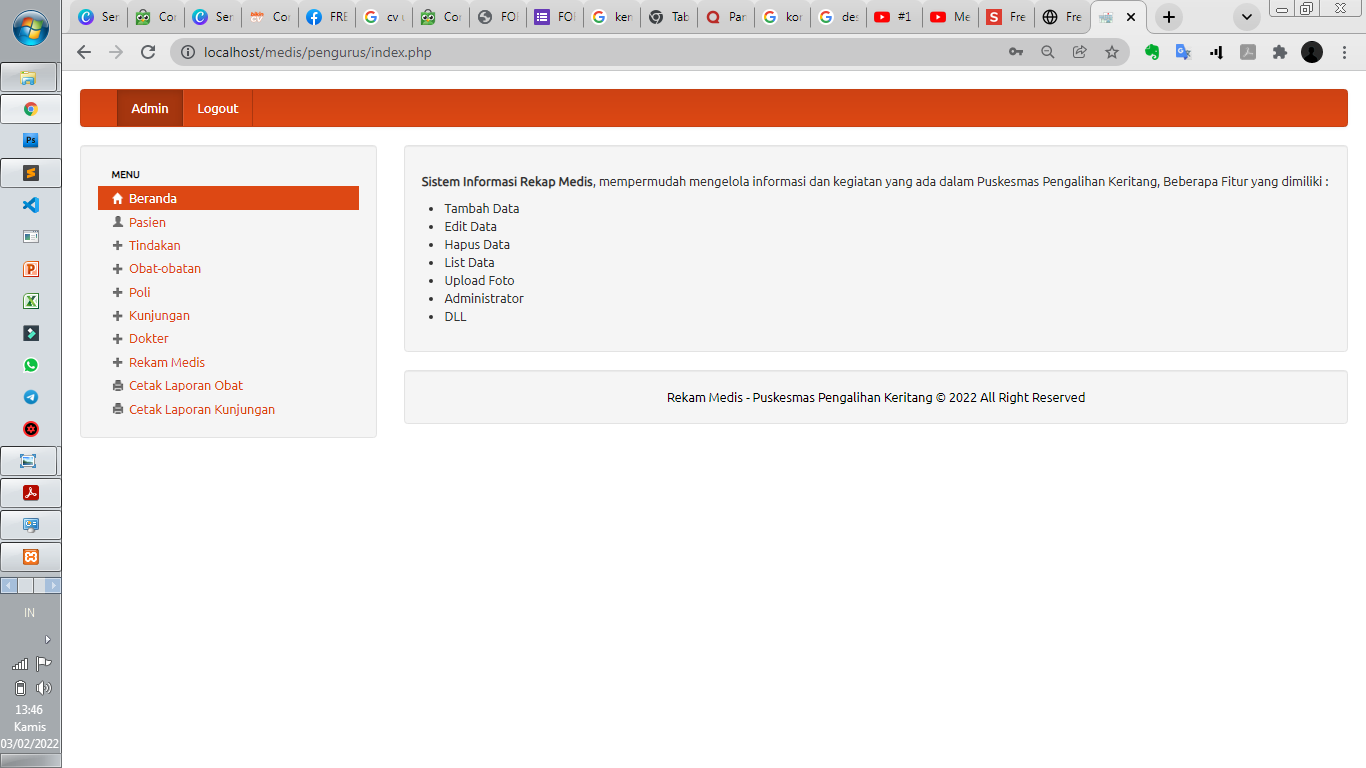 Ser
Cor
Ser
Cor
FRE
cv u
Cor
FOI
FOI
ker
Tab
Par
kor
des
#1
Me
Fre
Fre
localhost/medis/pengurus/index.php
Admin
Logout
MENU
Beranda
Pasien
Tindakan
Obat-obatan
Poli
Kunjungan
Dokter
Rekam Medis
Cetak Laporan Obat
Cetak Laporan Kunjungan
Sistem Informasi Rekap Medis, mempermudah mengelola informasi dan kegiatan yang ada dalam Puskesmas Pengalihan Keritang, Beberapa Fitur yang dimiliki :
Tambah Data
Edit Data
Hapus Data
List Data
Upload Foto
Administrator
DLL
Rekam Medis - Puskesmas Pengalihan Keritang © 2022 All Right Reserved
Ps
IN
13:46
Kamis
03/02/2022